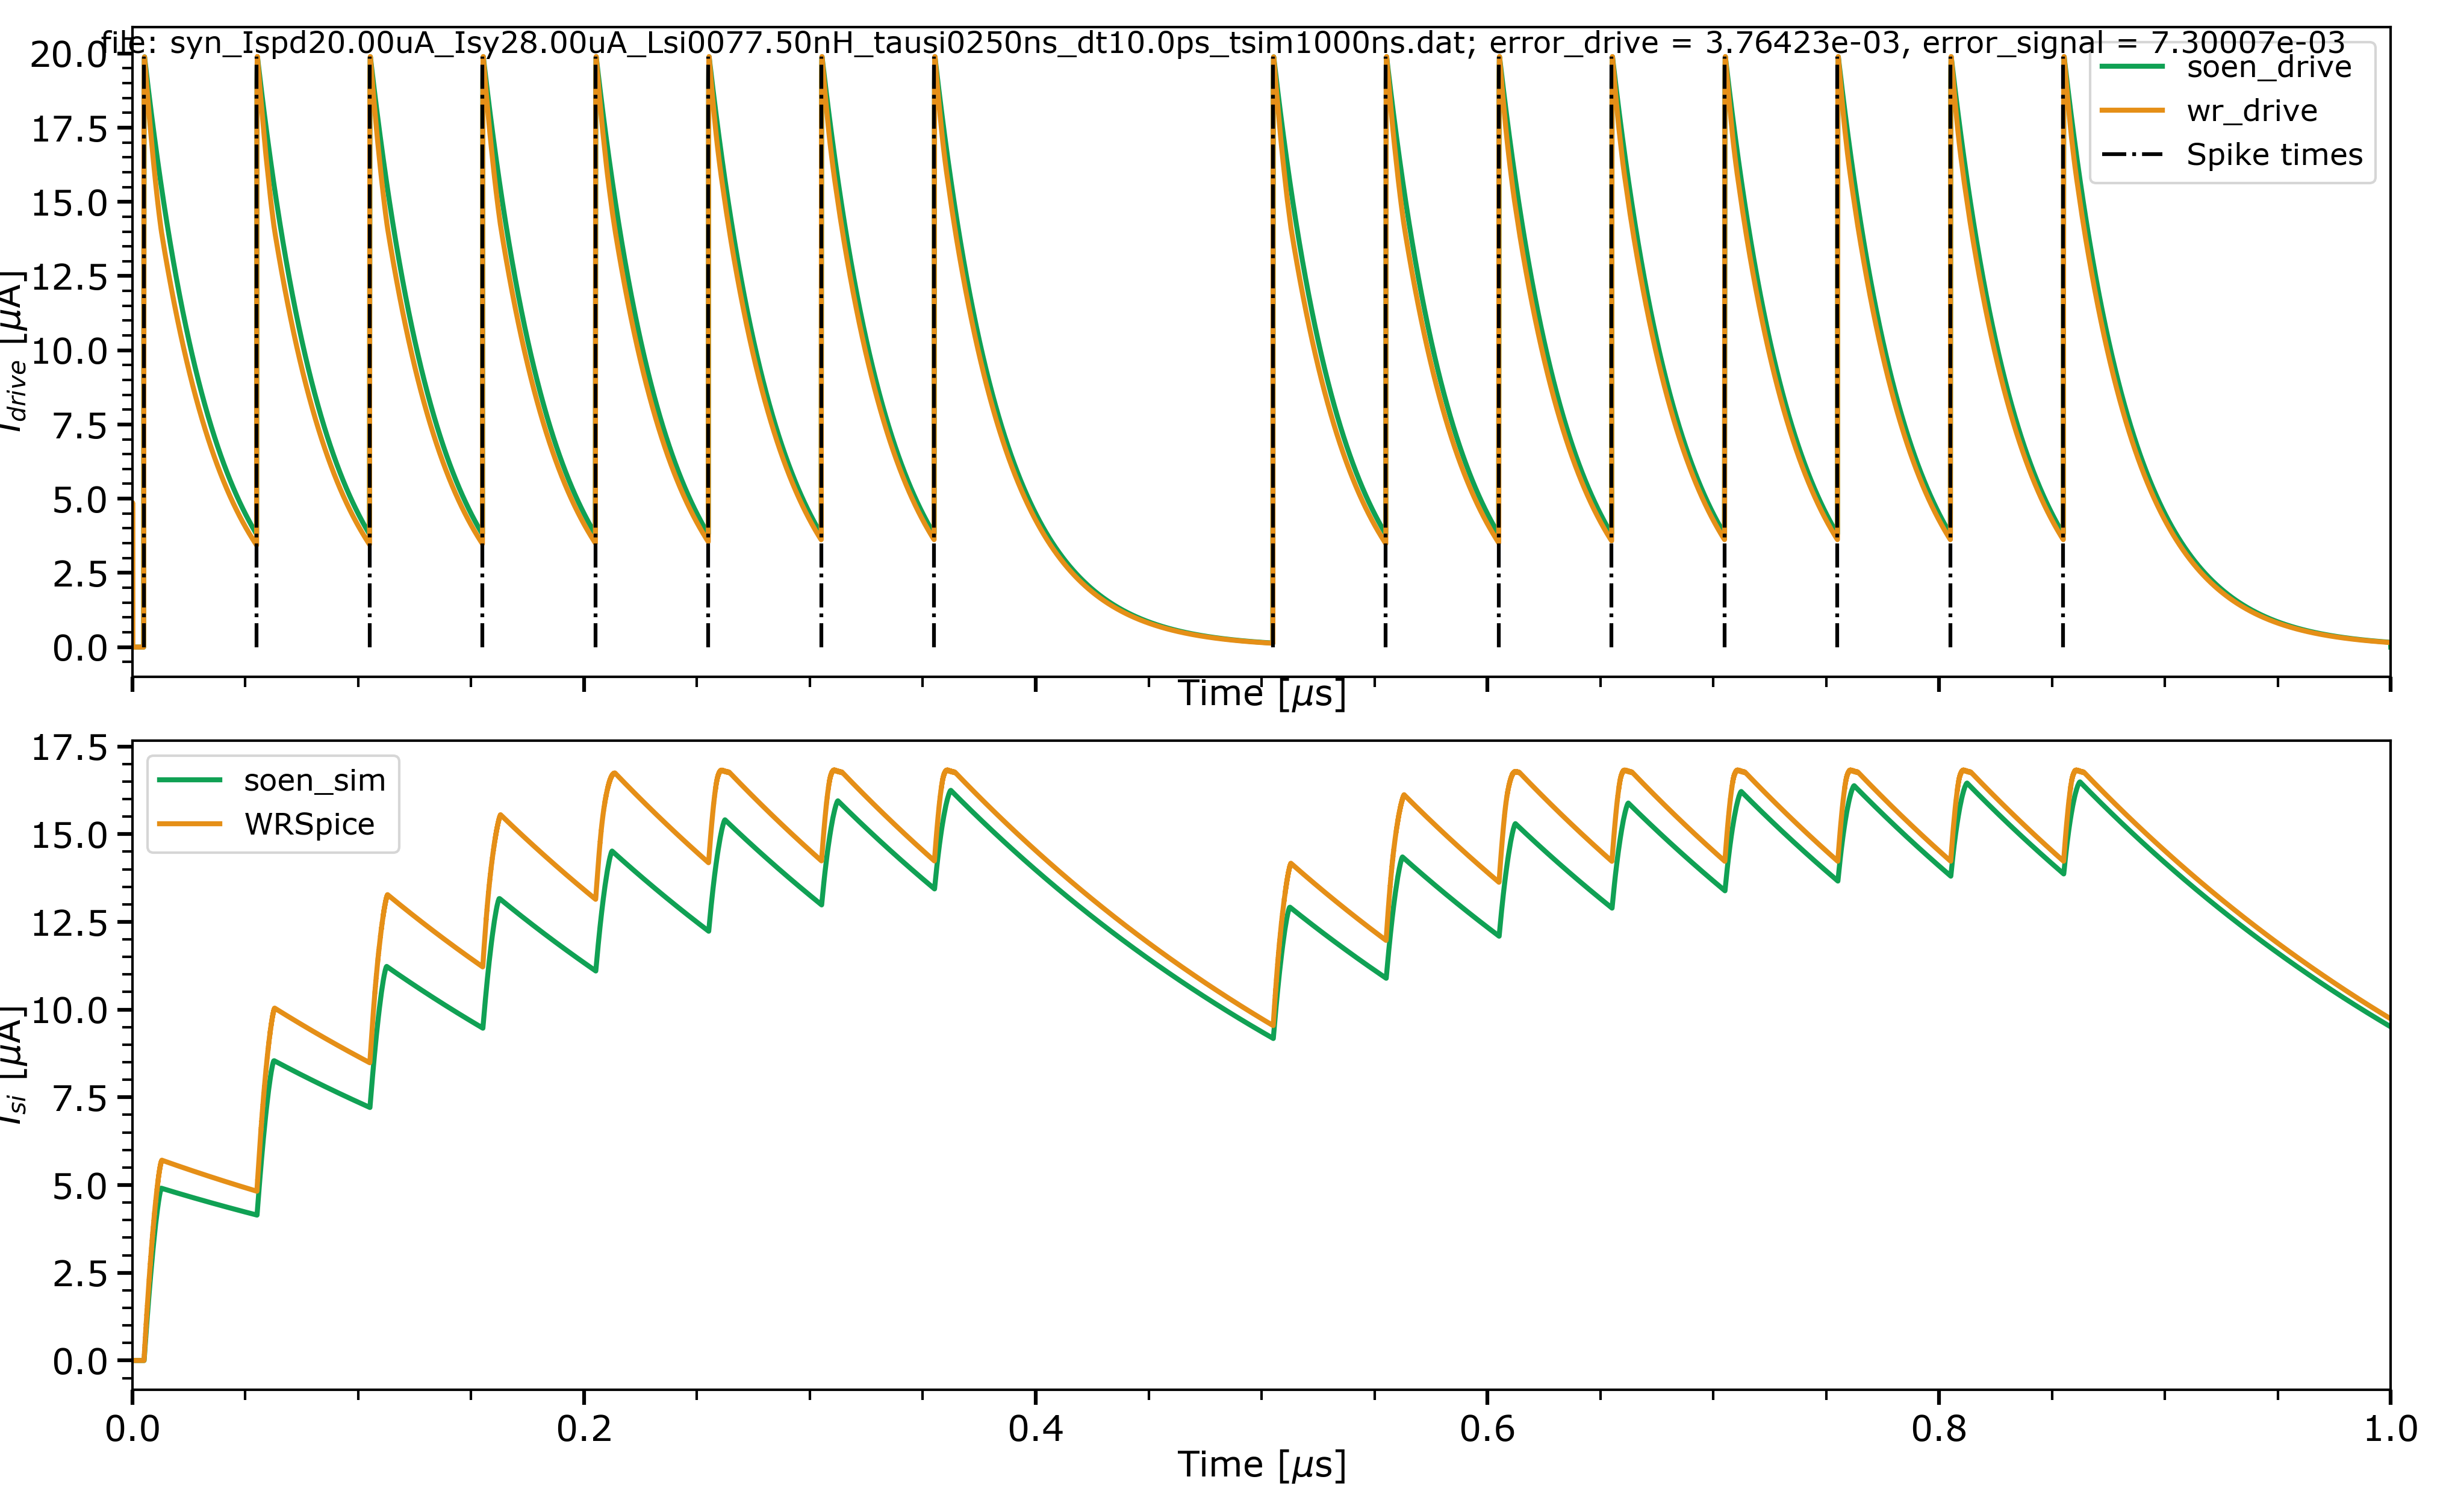 file: syn_Ispd20.00uA_Isy28.00uA_Lsi0077.50nH_tausi0250ns_dt10.0ps_tsim1000ns.dat; error_drive = 3.76423e-03, error_signal = 7.30007e-03
I_drive [μA]
20.0
17.5
15.0
12.5
10.0
7.5
5.0
2.5
0.0
soen_drive
wr_drive
Spike times
Time [μs]
I_si [μA]
17.5
15.0
12.5
10.0
7.5
5.0
2.5
0.0
soen_sim
WRSpice
0.0 0.2 0.4 0.6 0.8 1.0
Time [μs]